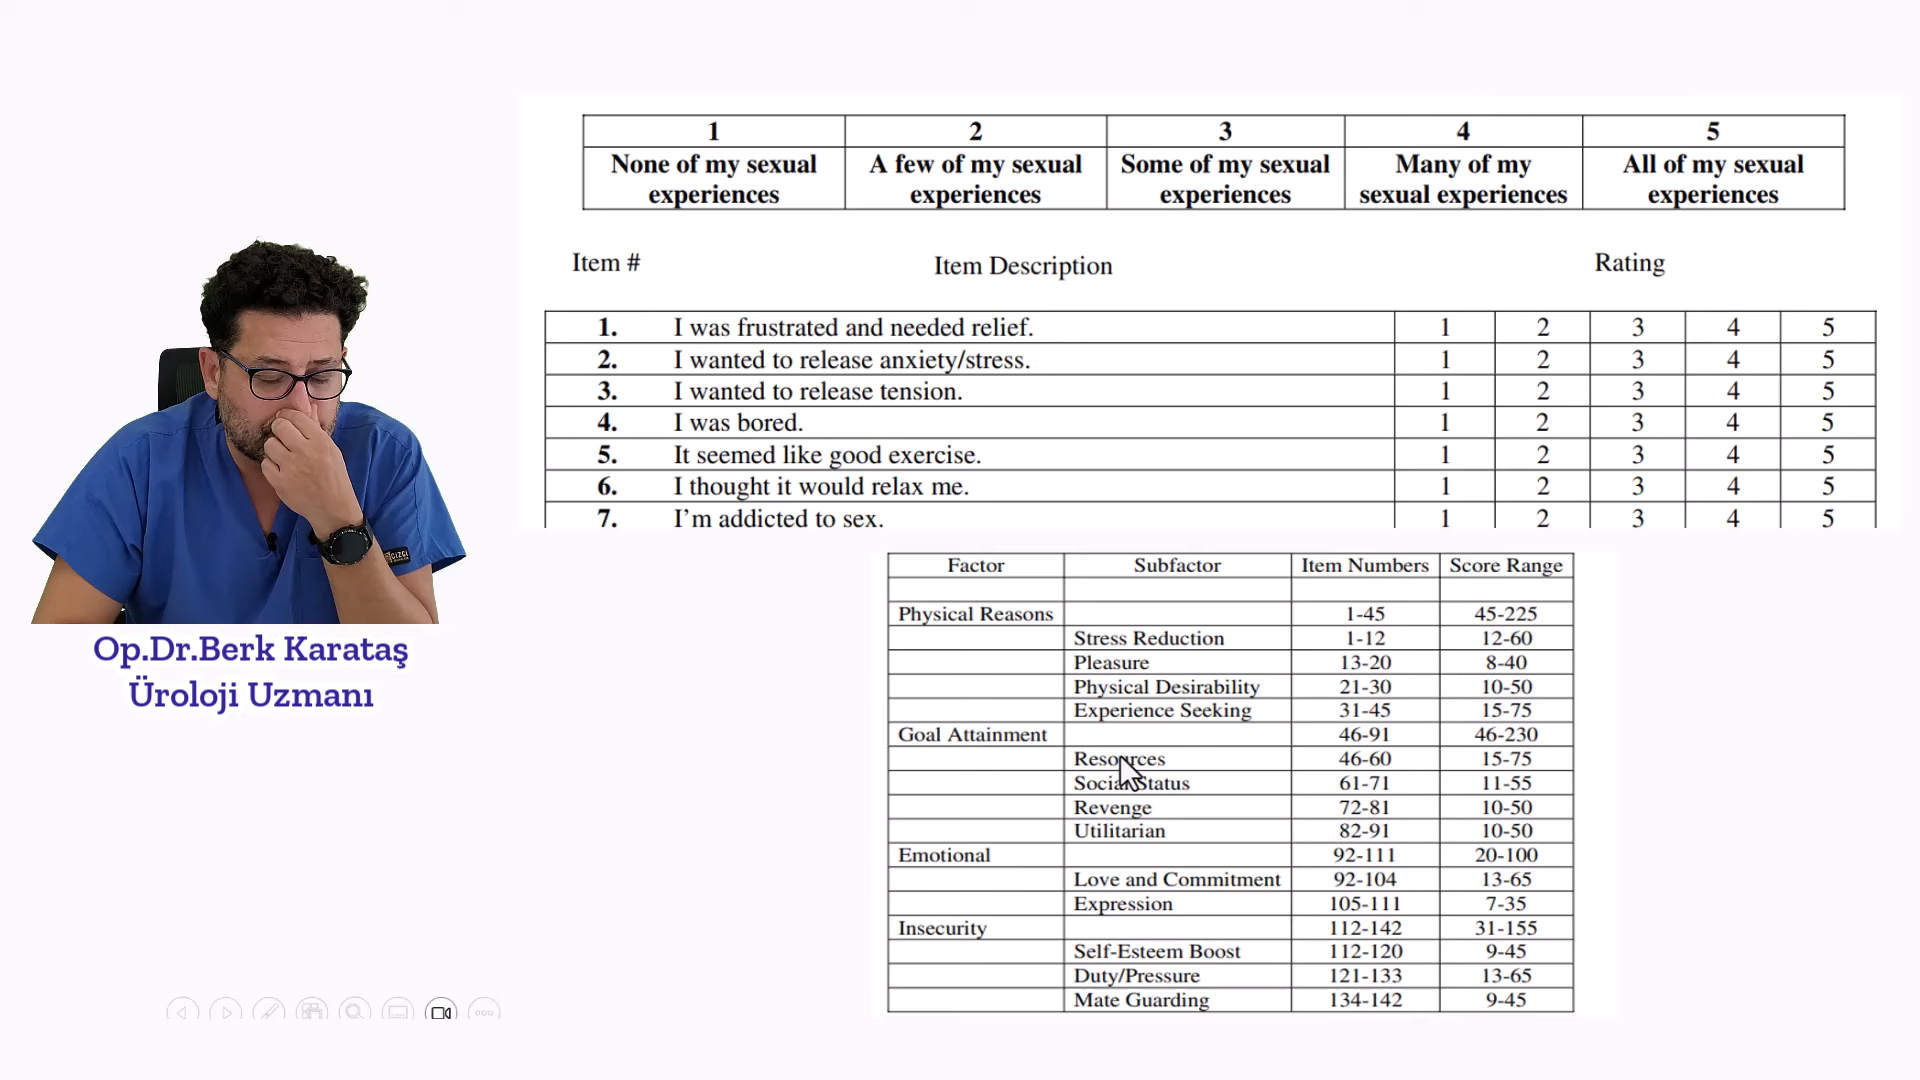 1 2 3 4 5
None of my sexual experiences A few of my sexual experiences Some of my sexual experiences Many of my sexual experiences All of my sexual experiences
Item # Item Description Rating
1. I was frustrated and needed relief. 1 2 3 4 5
2. I wanted to release anxiety/stress. 1 2 3 4 5
3. I wanted to release tension. 1 2 3 4 5
4. I was bored. 1 2 3 4 5
5. It seemed like good exercise. 1 2 3 4 5
6. I thought it would relax me. 1 2 3 4 5
7. I'm addicted to sex. 1 2 3 4 5
Op.Dr.Berk Karataş
Üroloji Uzmanı
Factor Subfactor Item Numbers Score Range
Physical Reasons 1-45 45-225
Stress Reduction 1-12 12-60
Pleasure 13-20 8-40
Physical Desirability 21-30 10-50
Experience Seeking 31-45 15-75
Goal Attainment 46-91 46-230
Resources 46-60 15-75
Social Status 61-71 11-55
Revenge 72-81 10-50
Utilitarian 82-91 10-50
Emotional 92-111 20-100
Love and Commitment 92-104 13-65
Expression 105-111 7-35
Insecurity 112-142 31-155
Self-Esteem Boost 112-120 9-45
Duty/Pressure 121-133 13-65
Mate Guarding 134-142 9-45